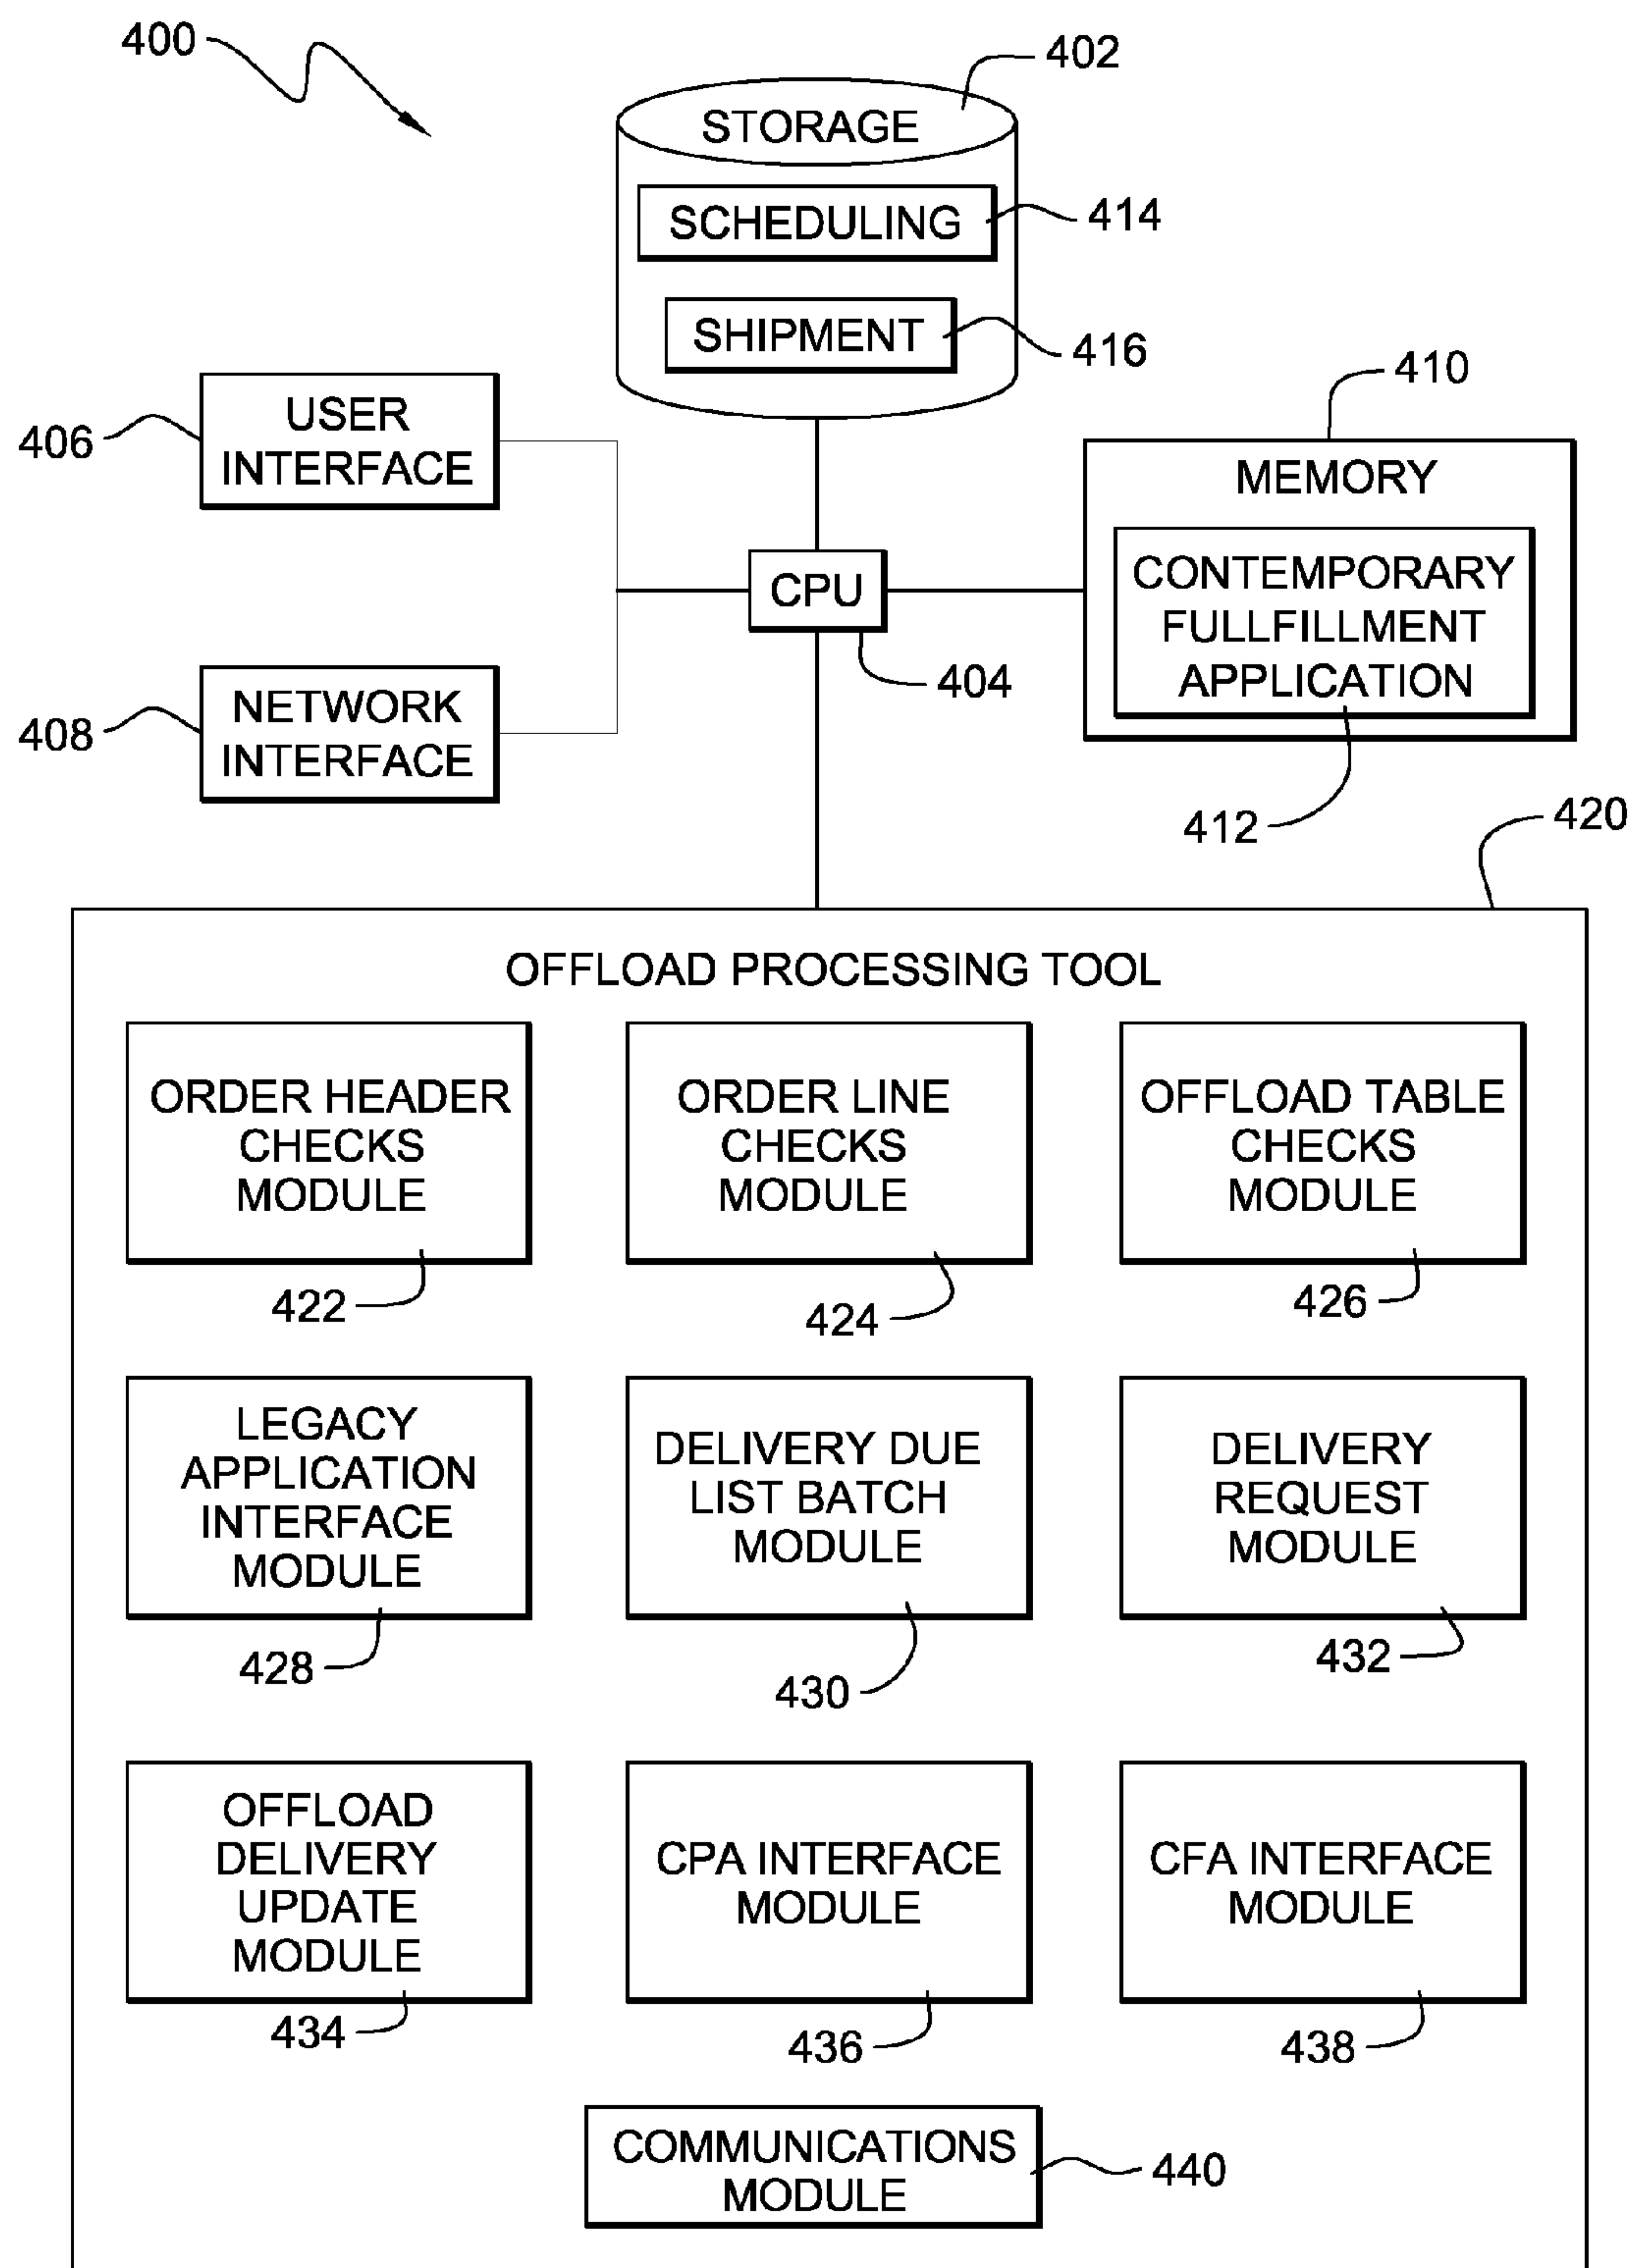 400
402
STORAGE
SCHEDULING
414
SHIPMENT
416
406
USER
INTERFACE
410
MEMORY
CONTEMPORARY
FULLFILLMENT
APPLICATION
412
CPU
404
408
NETWORK
INTERFACE
420
OFFLOAD PROCESSING TOOL
ORDER HEADER
CHECKS
MODULE
422
ORDER LINE
CHECKS
MODULE
424
OFFLOAD TABLE
CHECKS
MODULE
426
LEGACY
APPLICATION
INTERFACE
MODULE
428
DELIVERY DUE
LIST BATCH
MODULE
430
DELIVERY
REQUEST
MODULE
432
OFFLOAD
DELIVERY
UPDATE
MODULE
434
CPA INTERFACE
MODULE
436
CFA INTERFACE
MODULE
438
COMMUNICATIONS
MODULE
440